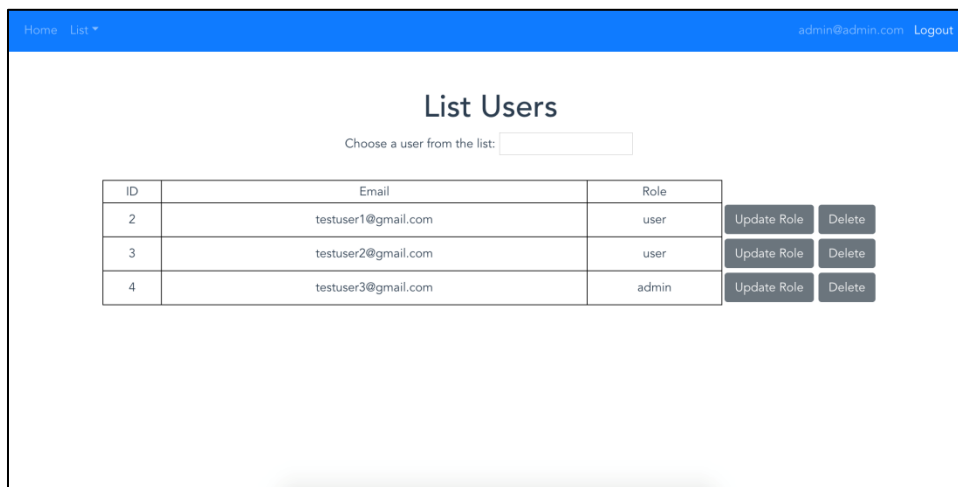 Home List admin@admin.com Logout
List Users
Choose a user from the list:
ID Email Role
2 testuser1@gmail.com user Update Role Delete
3 testuser2@gmail.com user Update Role Delete
4 testuser3@gmail.com admin Update Role Delete